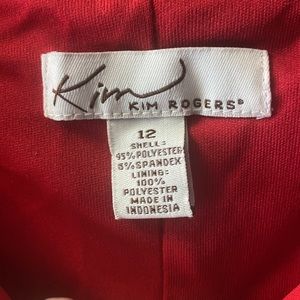 Kim
KIM ROGERS®
12
SHELL:
95%POLYESTER
5%SPANDEX
LINING:
100%
POLYESTER
MADE IN
INDONESIA